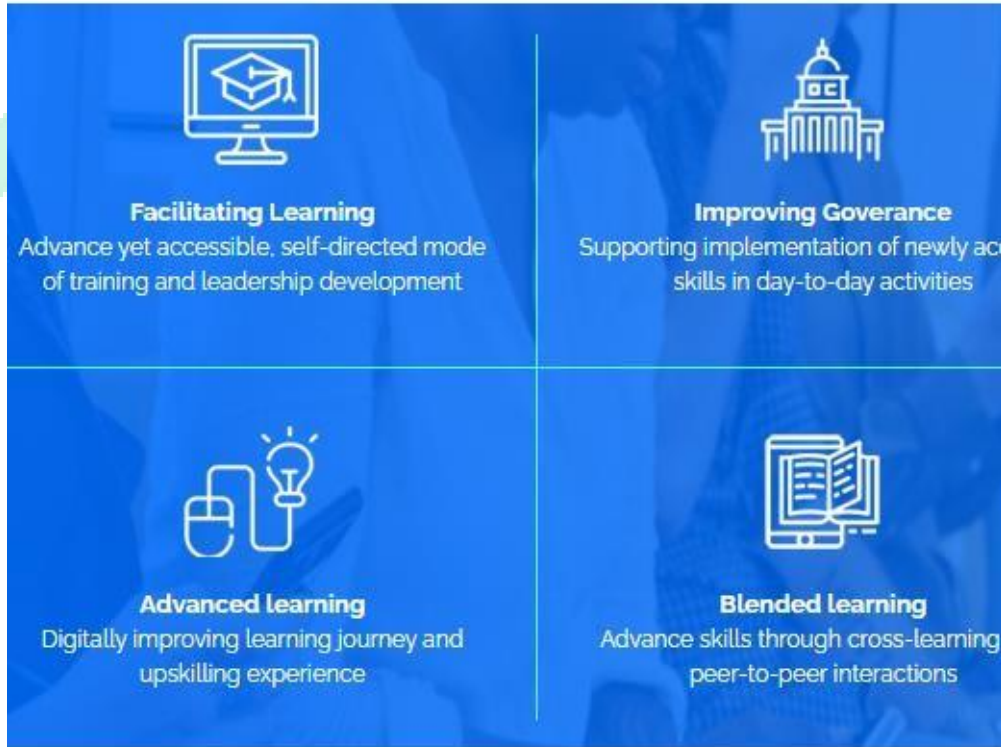 Facilitating Learning
Advance yet accessible, self-directed mode
of training and leadership development
Improving Goverance
Supporting implementation of newly
skills in day-to-day activities
Advanced learning
Digitally improving learning journey and
upskilling experience
Blended learning
Advance skills through cross-learning
peer-to-peer interactions